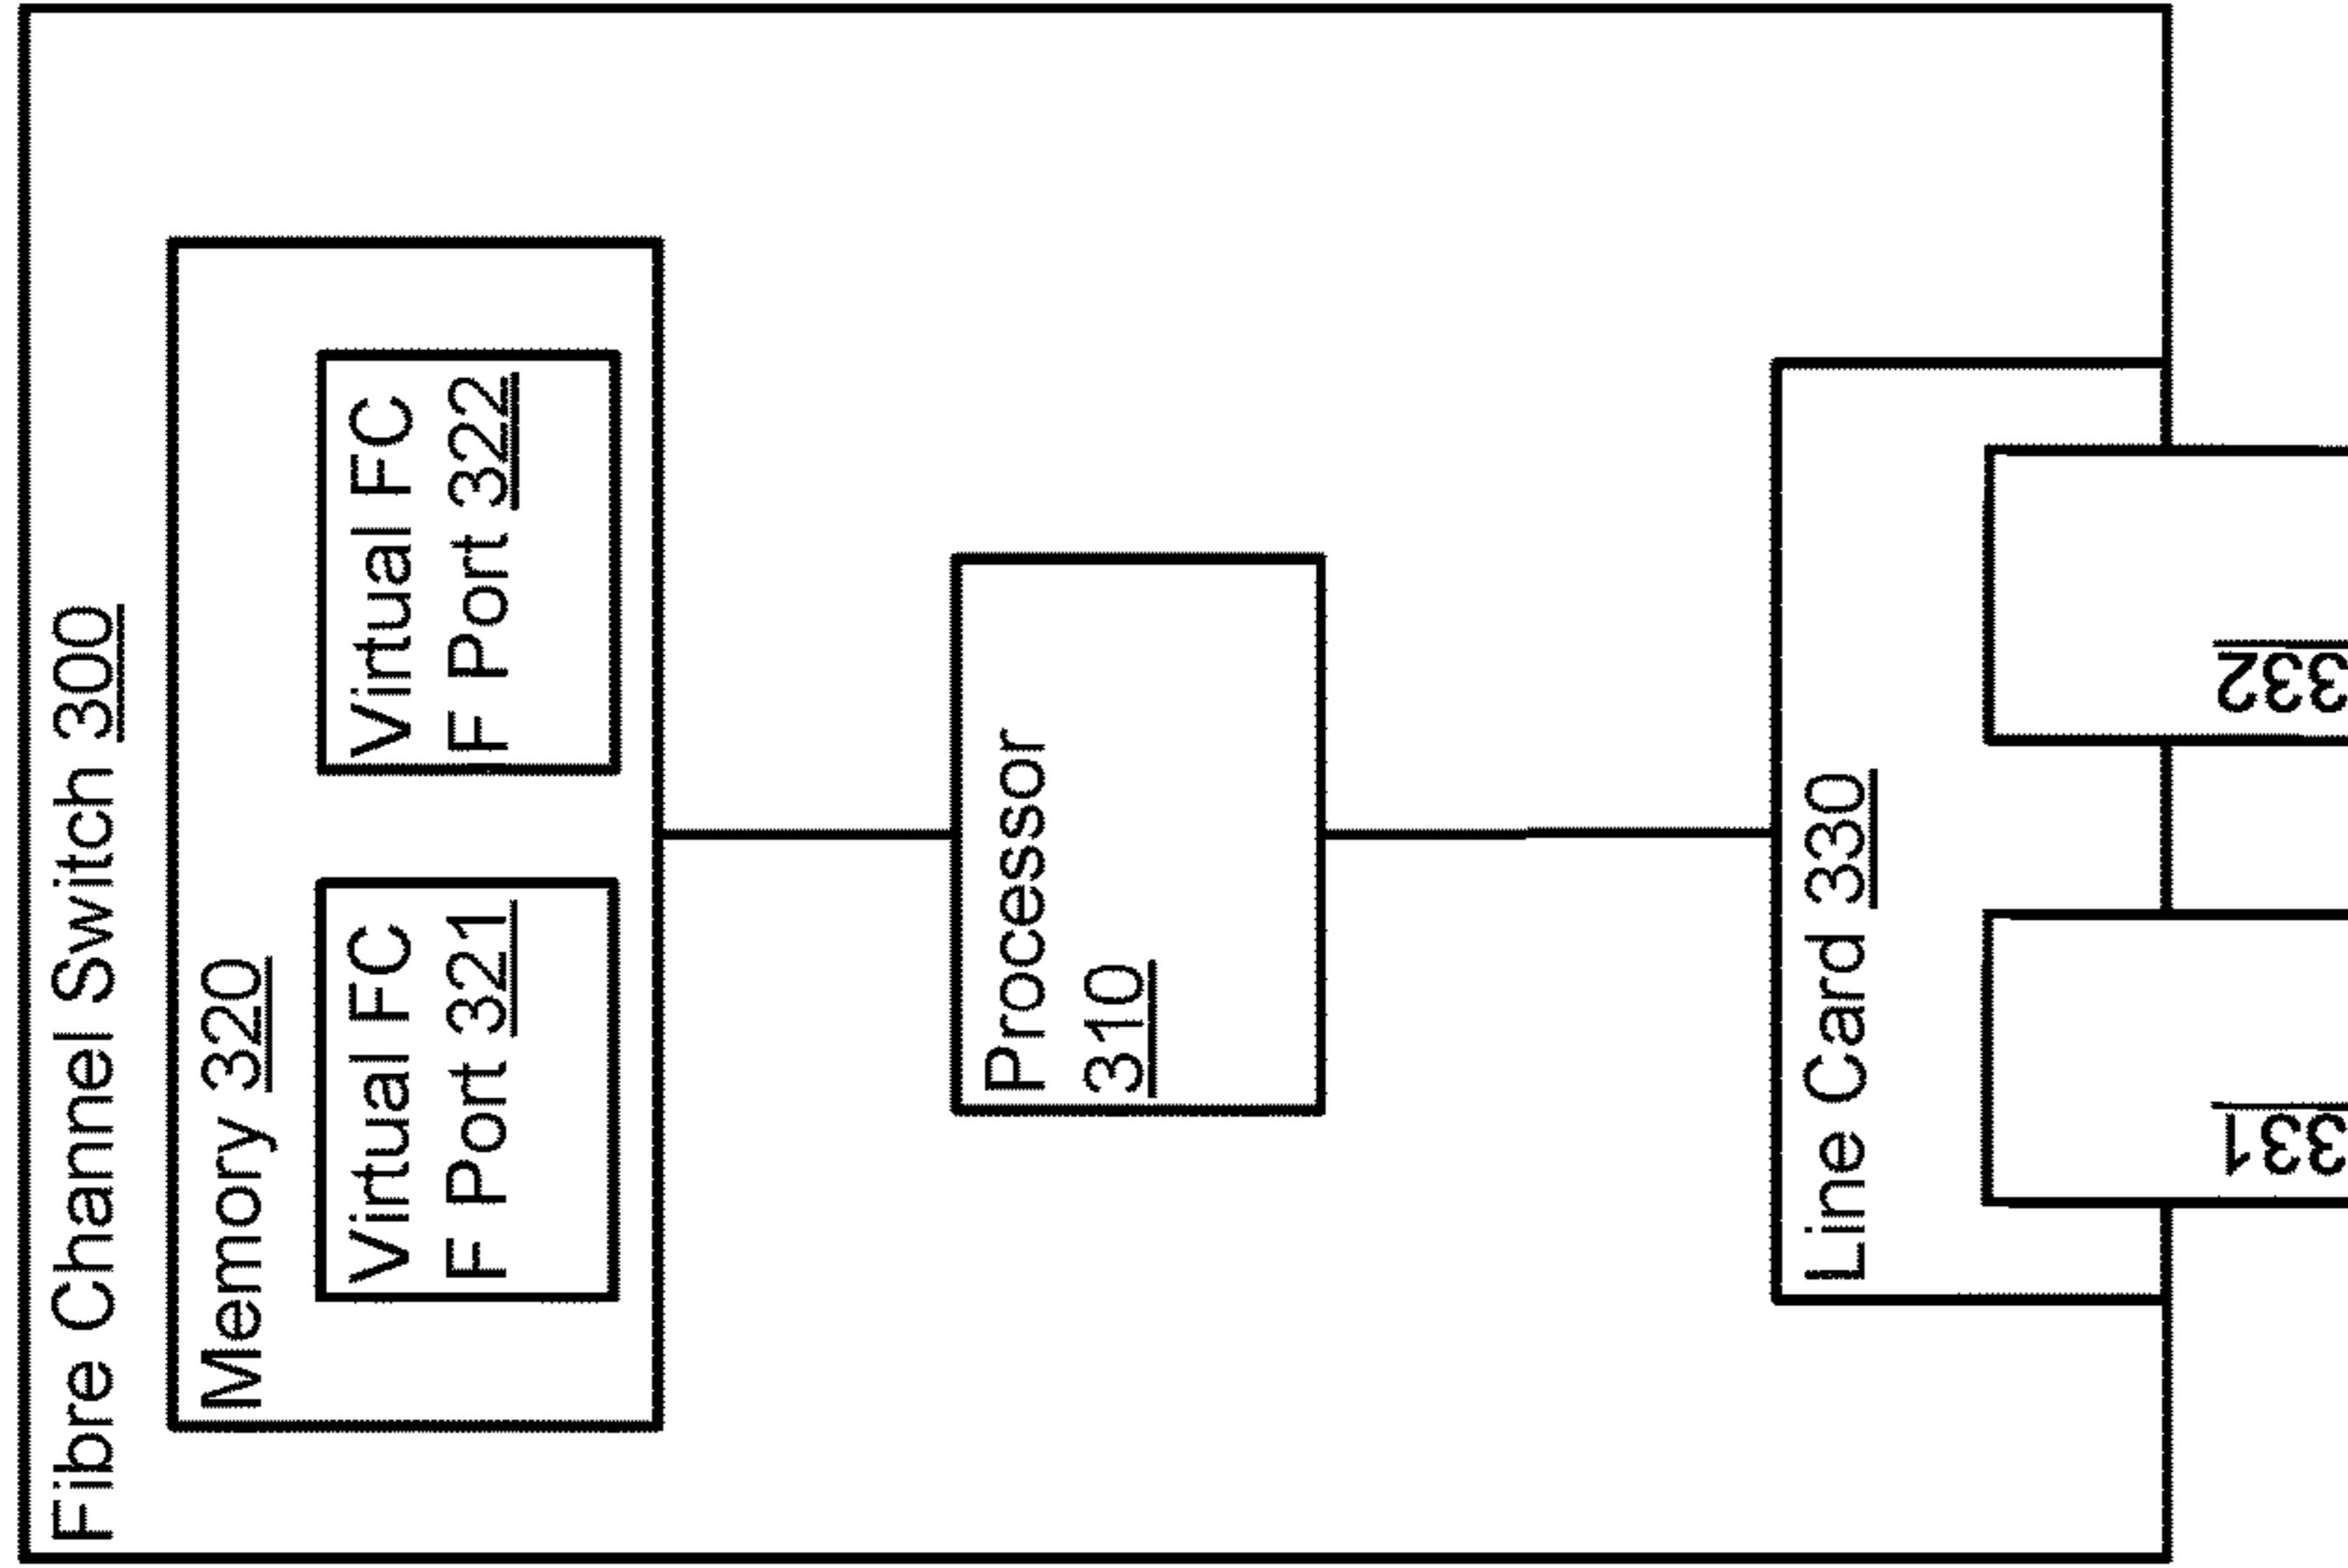 Fibre Channel Switch 300
Memory 320
Virtual FC
F Port 321
Virtual FC
F Port 322
Processor
310
Line Card 330
331
332